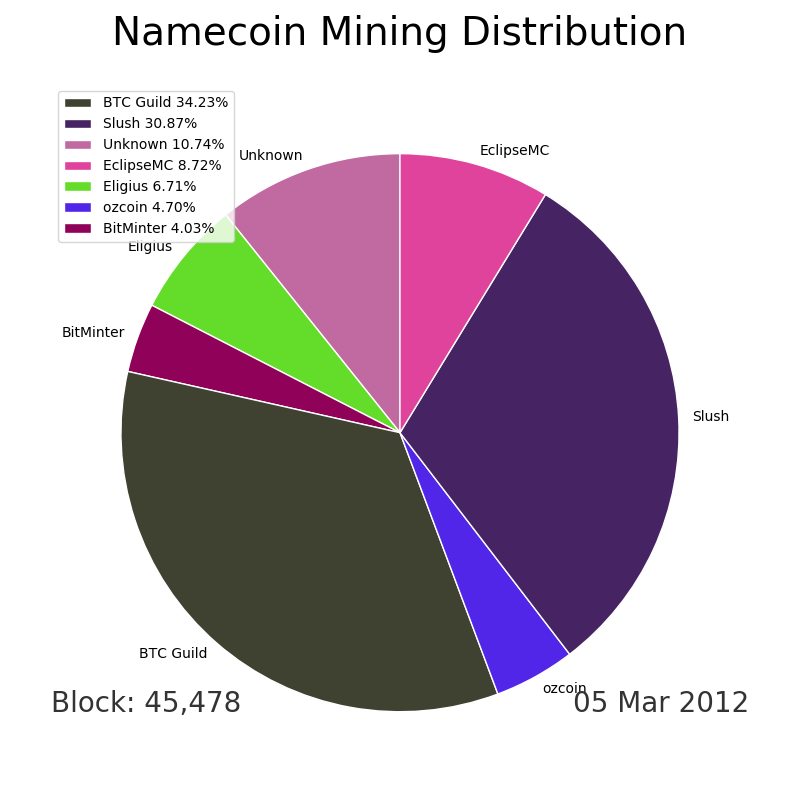 Namecoin Mining Distribution
BTC Guild 34.23%
Slush 30.87%
Unknown 10.74%
EclipseMC 8.72%
Eligius 6.71%
ozcoin 4.70%
BitMinter 4.03%
EclipseMC
Unknown
Eligius
BitMinter
Slush
BTC Guild
ozcoin
Block: 45,478
05 Mar 2012